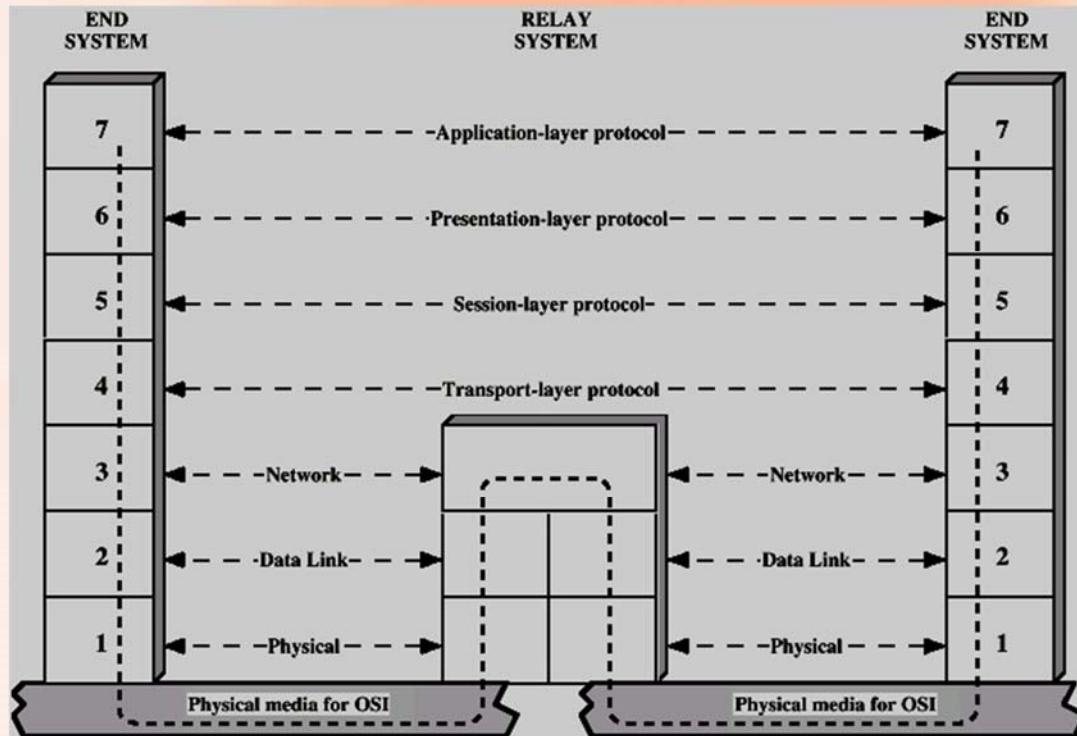 END
SYSTEM
RELAY
SYSTEM
END
SYSTEM
7
Application-layer protocol
7
6
Presentation-layer protocol
6
5
Session-layer protocol
5
4
Transport-layer protocol
4
3
Network
Network
3
2
Data Link
Data Link
2
1
Physical
Physical
1
Physical media for OSI
Physical media for OSI